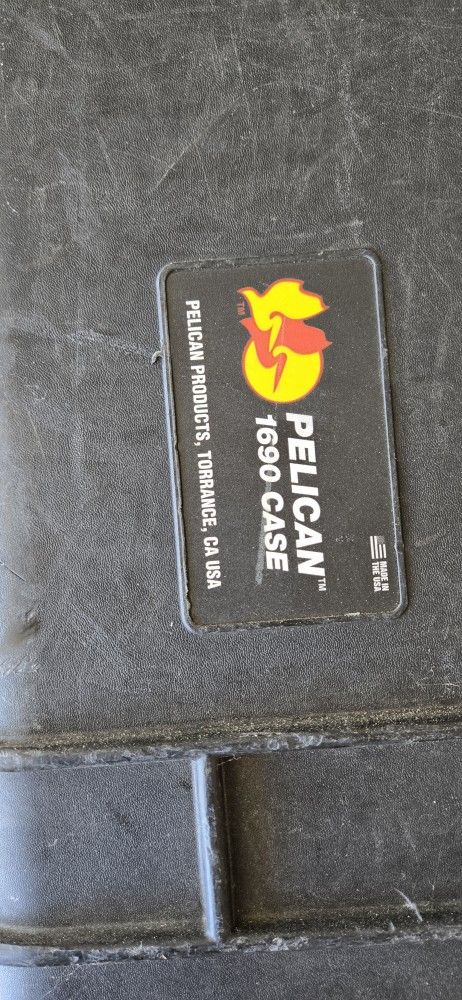 PELICAN™
1690 CASE
PELICAN PRODUCTS, TORRANCE, CA USA
MADE IN
THE USA
TM